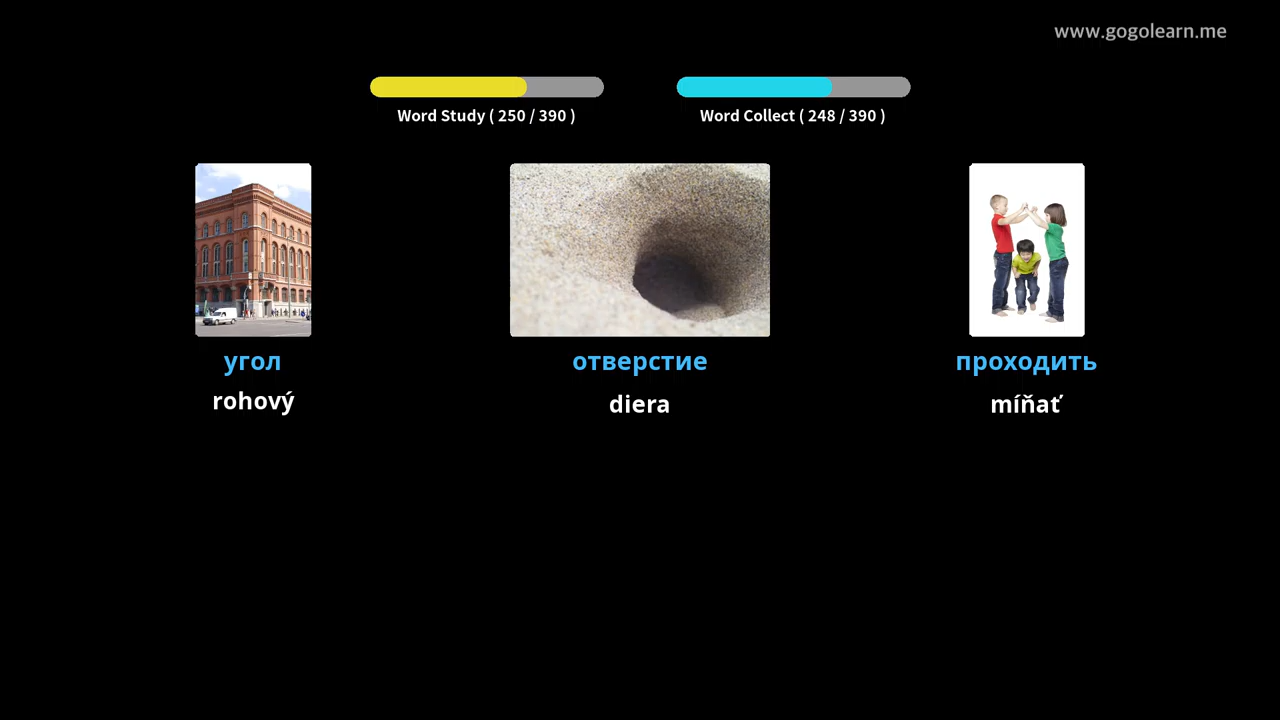 www.gogolearn.me
Word Study ( 250 / 390 )
Word Collect ( 248 / 390 )
угол
отверстие
проходить
rohový
diera
míňať